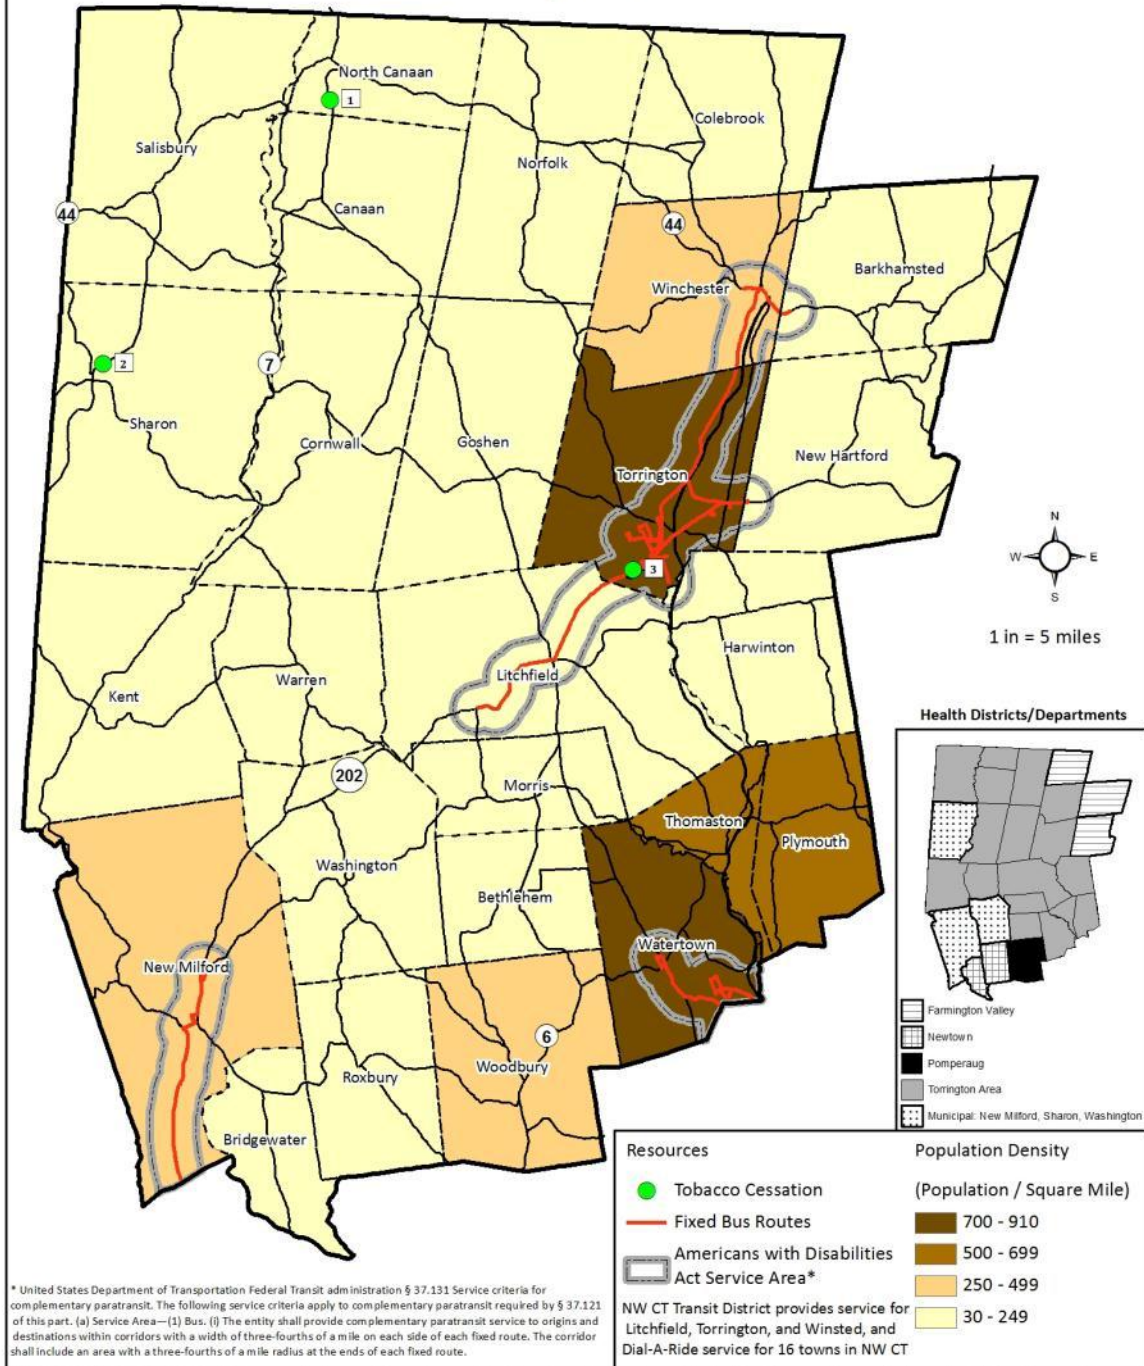 North Canaan
1
Colebrook
Salisbury
Norfolk
44
Canaan
44
Barkhamsted
Winchester
2
7
Sharon
Cornwall
Goshen
New Hartford
Torrington
3
N
W
E
S
1 in = 5 miles
Harwinton
Litchfield
Warren
Kent
202
Morris
Thomaston
Plymouth
Washington
Bethlehem
Watertown
New Milford
6
Woodbury
Roxbury
Bridgewater
Health Districts/Departments
Farmington Valley
Newtown
Pomperaug
Torrington Area
Municipal: New Milford, Sharon, Washington
Resources
Tobacco Cessation
Fixed Bus Routes
Americans with Disabilities
Act Service Area*
NW CT Transit District provides service for
Litchfield, Torrington, and Winsted, and
Dial-A-Ride service for 16 towns in NW CT
Population Density
(Population / Square Mile)
700 - 910
500 - 699
250 - 499
30 - 249
* United States Department of Transportation Federal Transit administration § 37.131 Service criteria for
complementary paratransit. The following service criteria apply to complementary paratransit required by § 37.121
of this part. (a) Service Area—(1) Bus. (i) The entity shall provide complementary paratransit service to origins and
destinations within corridors with a width of three-fourths of a mile on each side of each fixed route. The corridor
shall include an area with a three-fourths of a mile radius at the ends of each fixed route.